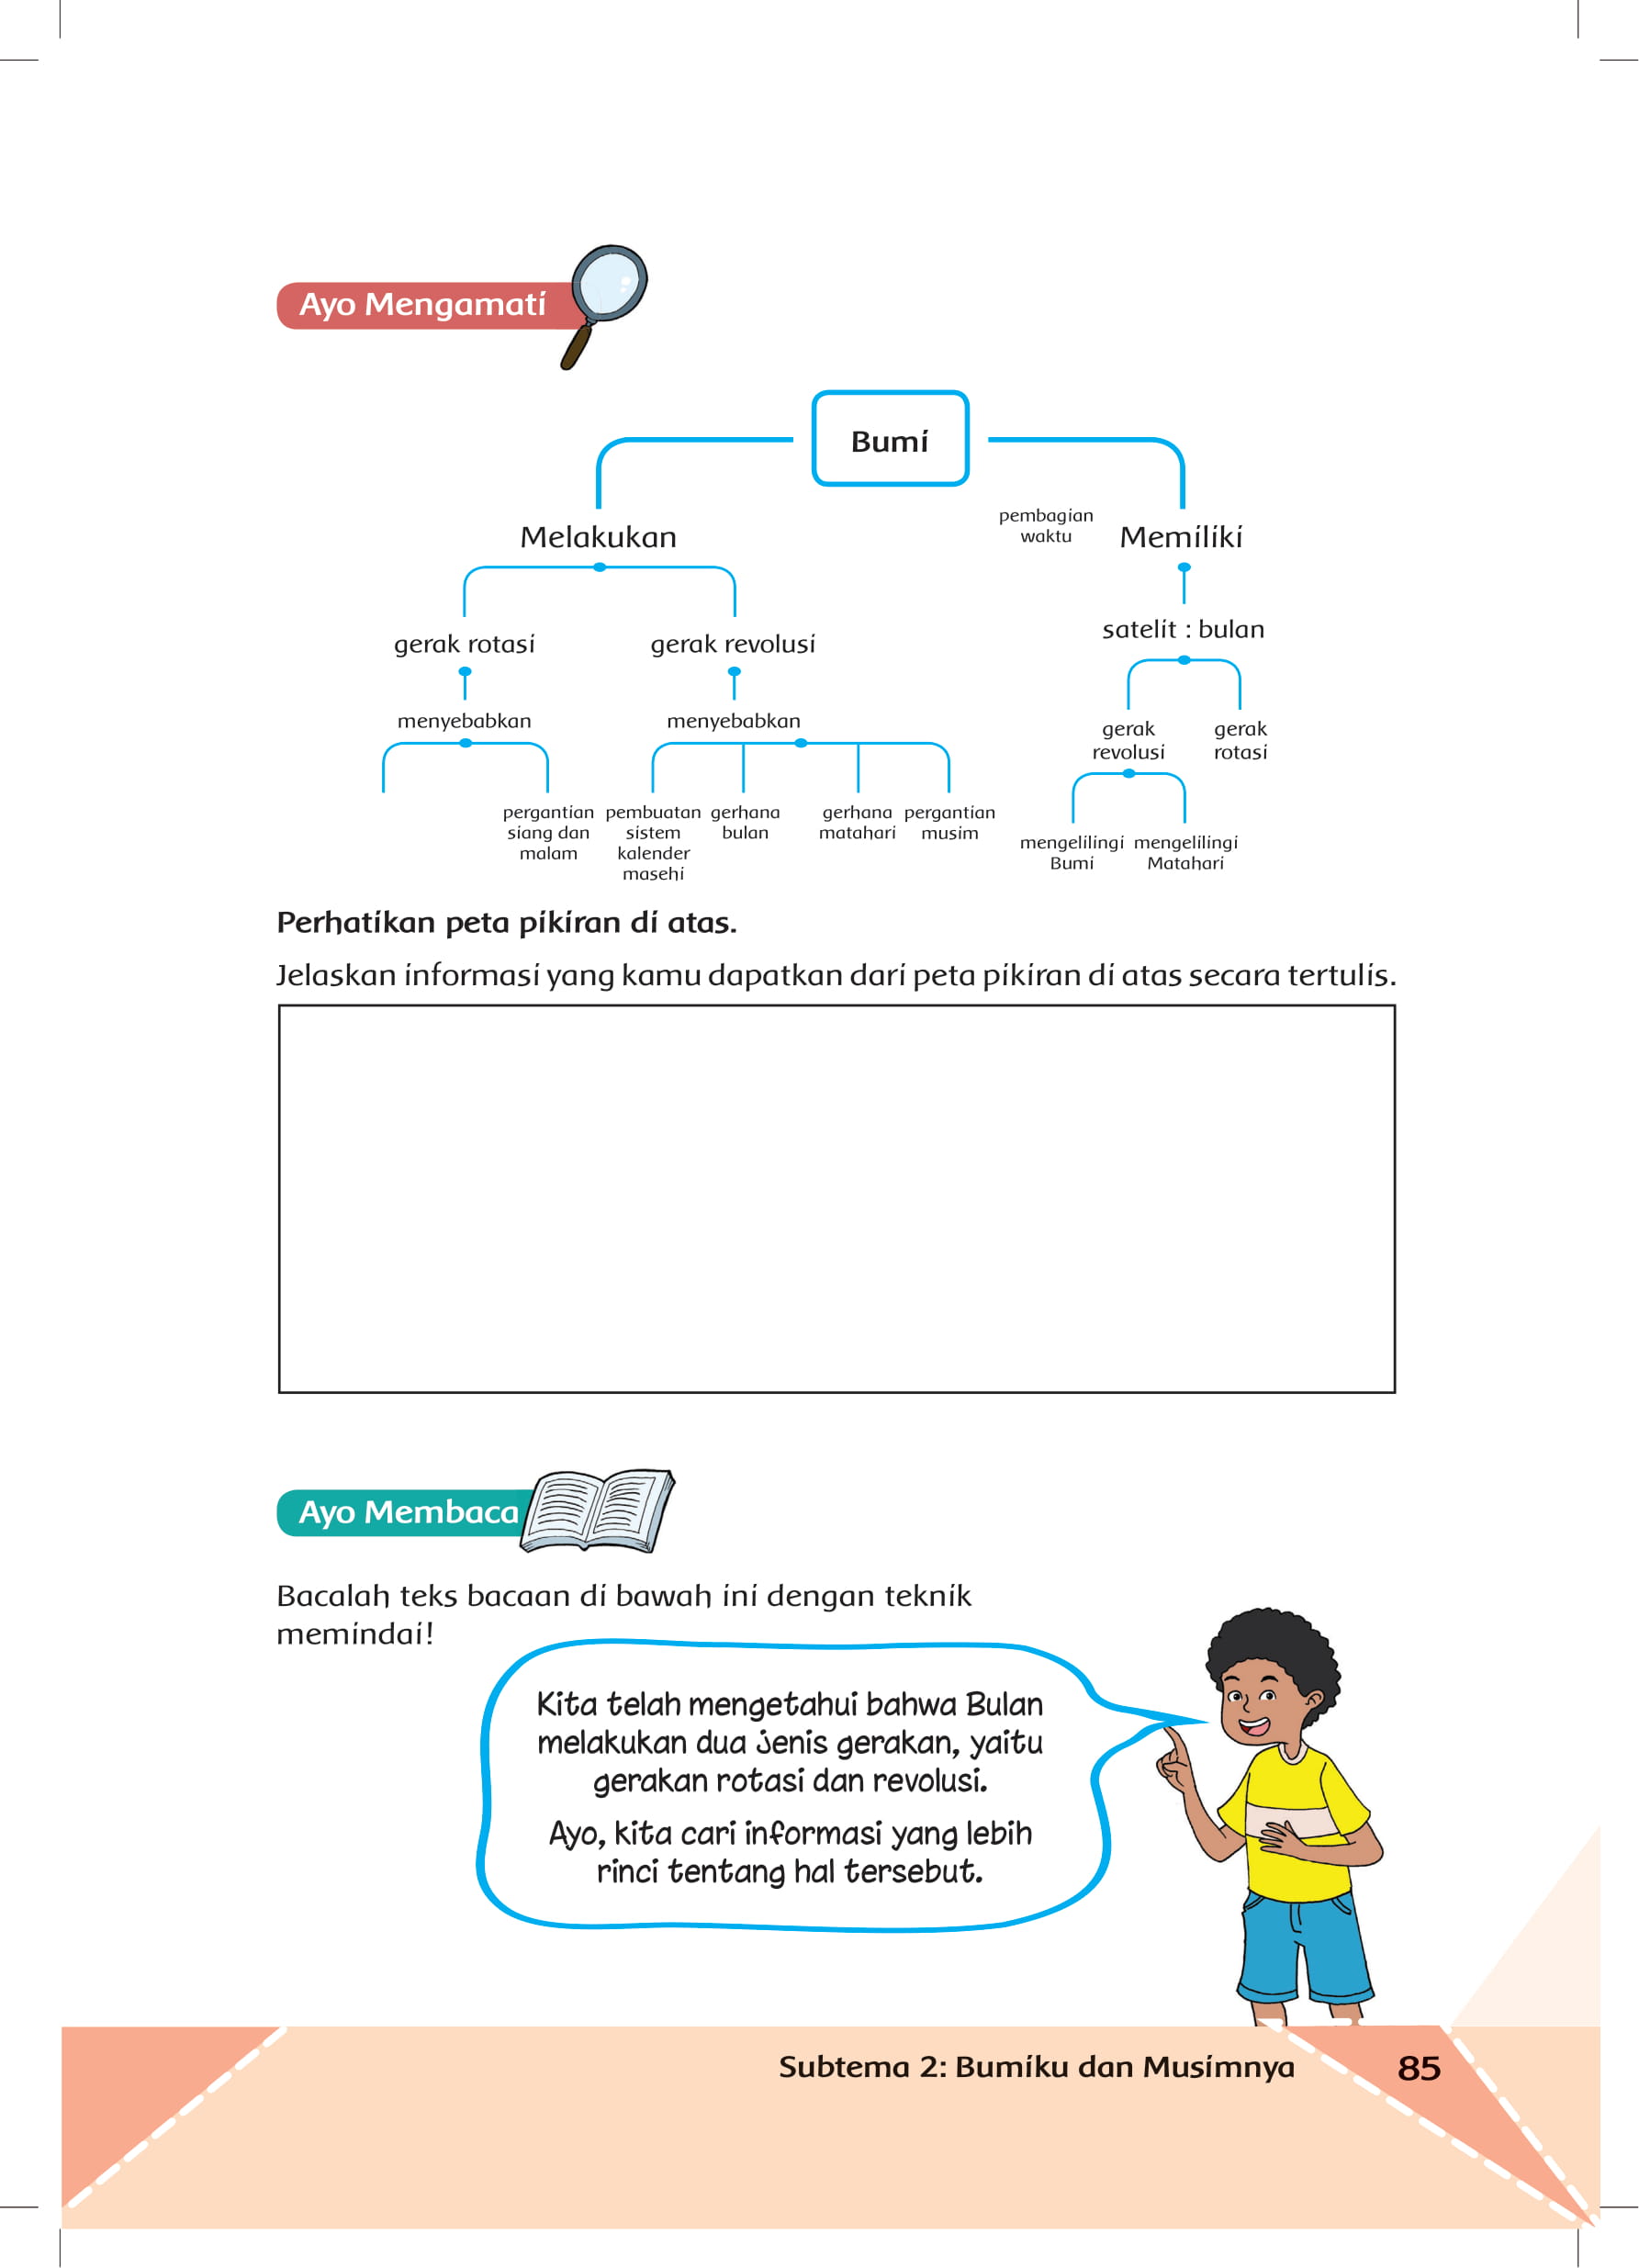 Ayo Mengamati
Bumi
Melakukan
pembagian
waktu
Memiliki
gerak rotasi
gerak revolusi
satelit : bulan
menyebabkan
menyebabkan
gerak
revolusi
gerak
rotasi
pergantian
siang dan
malam
pembuatan
sistem
kalender
masehi
gerhana
bulan
gerhana
matahari
pergantian
musim
mengelilingi
Bumi
mengelilingi
Matahari
Perhatikan peta pikiran di atas.
Jelaskan informasi yang kamu dapatkan dari peta pikiran di atas secara tertulis.
Ayo Membaca
Bacalah teks bacaan di bawah ini dengan teknik
memindai!
Kita telah mengetahui bahwa Bulan
melakukan dua jenis gerakan, yaitu
gerakan rotasi dan revolusi.
Ayo, kita cari informasi yang lebih
rinci tentang hal tersebut.
Subtema 2: Bumiku dan Musimnya
85